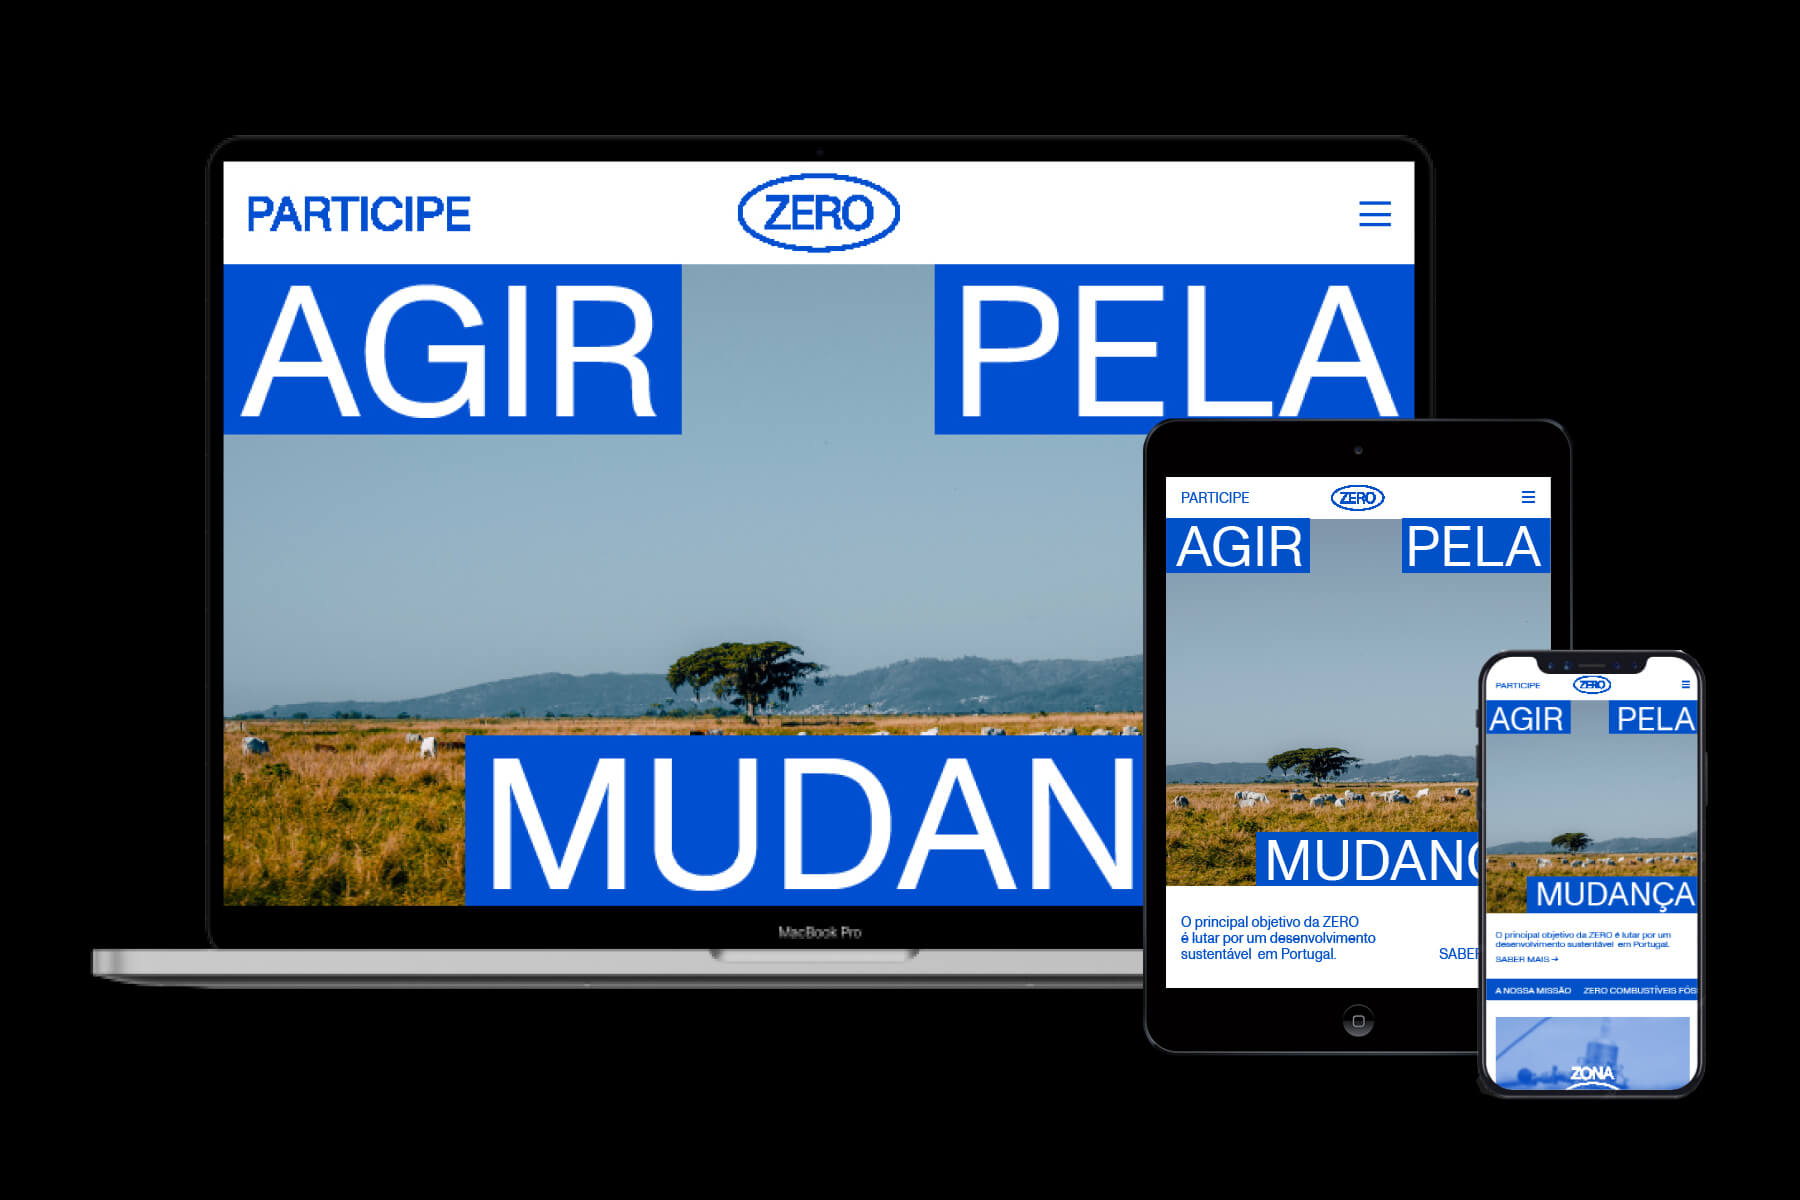 PARTICIPE
ZERO
AGIR PELA
MUDAN
MacBook Pro
PARTICIPE
ZERO
AGIR PELA
MUDANÇ
O principal objetivo da ZERO
é lutar por um desenvolvimento
sustentável em Portugal.
SABER
PARTICIPE
ZERO
AGIR PELA
MUDANÇA
O principal objetivo da ZERO é lutar por um
desenvolvimento sustentável em Portugal.
SABER MAIS →
A NOSSA MISSÃO ZERO COMBUSTÍVEIS FÓS
ZONA